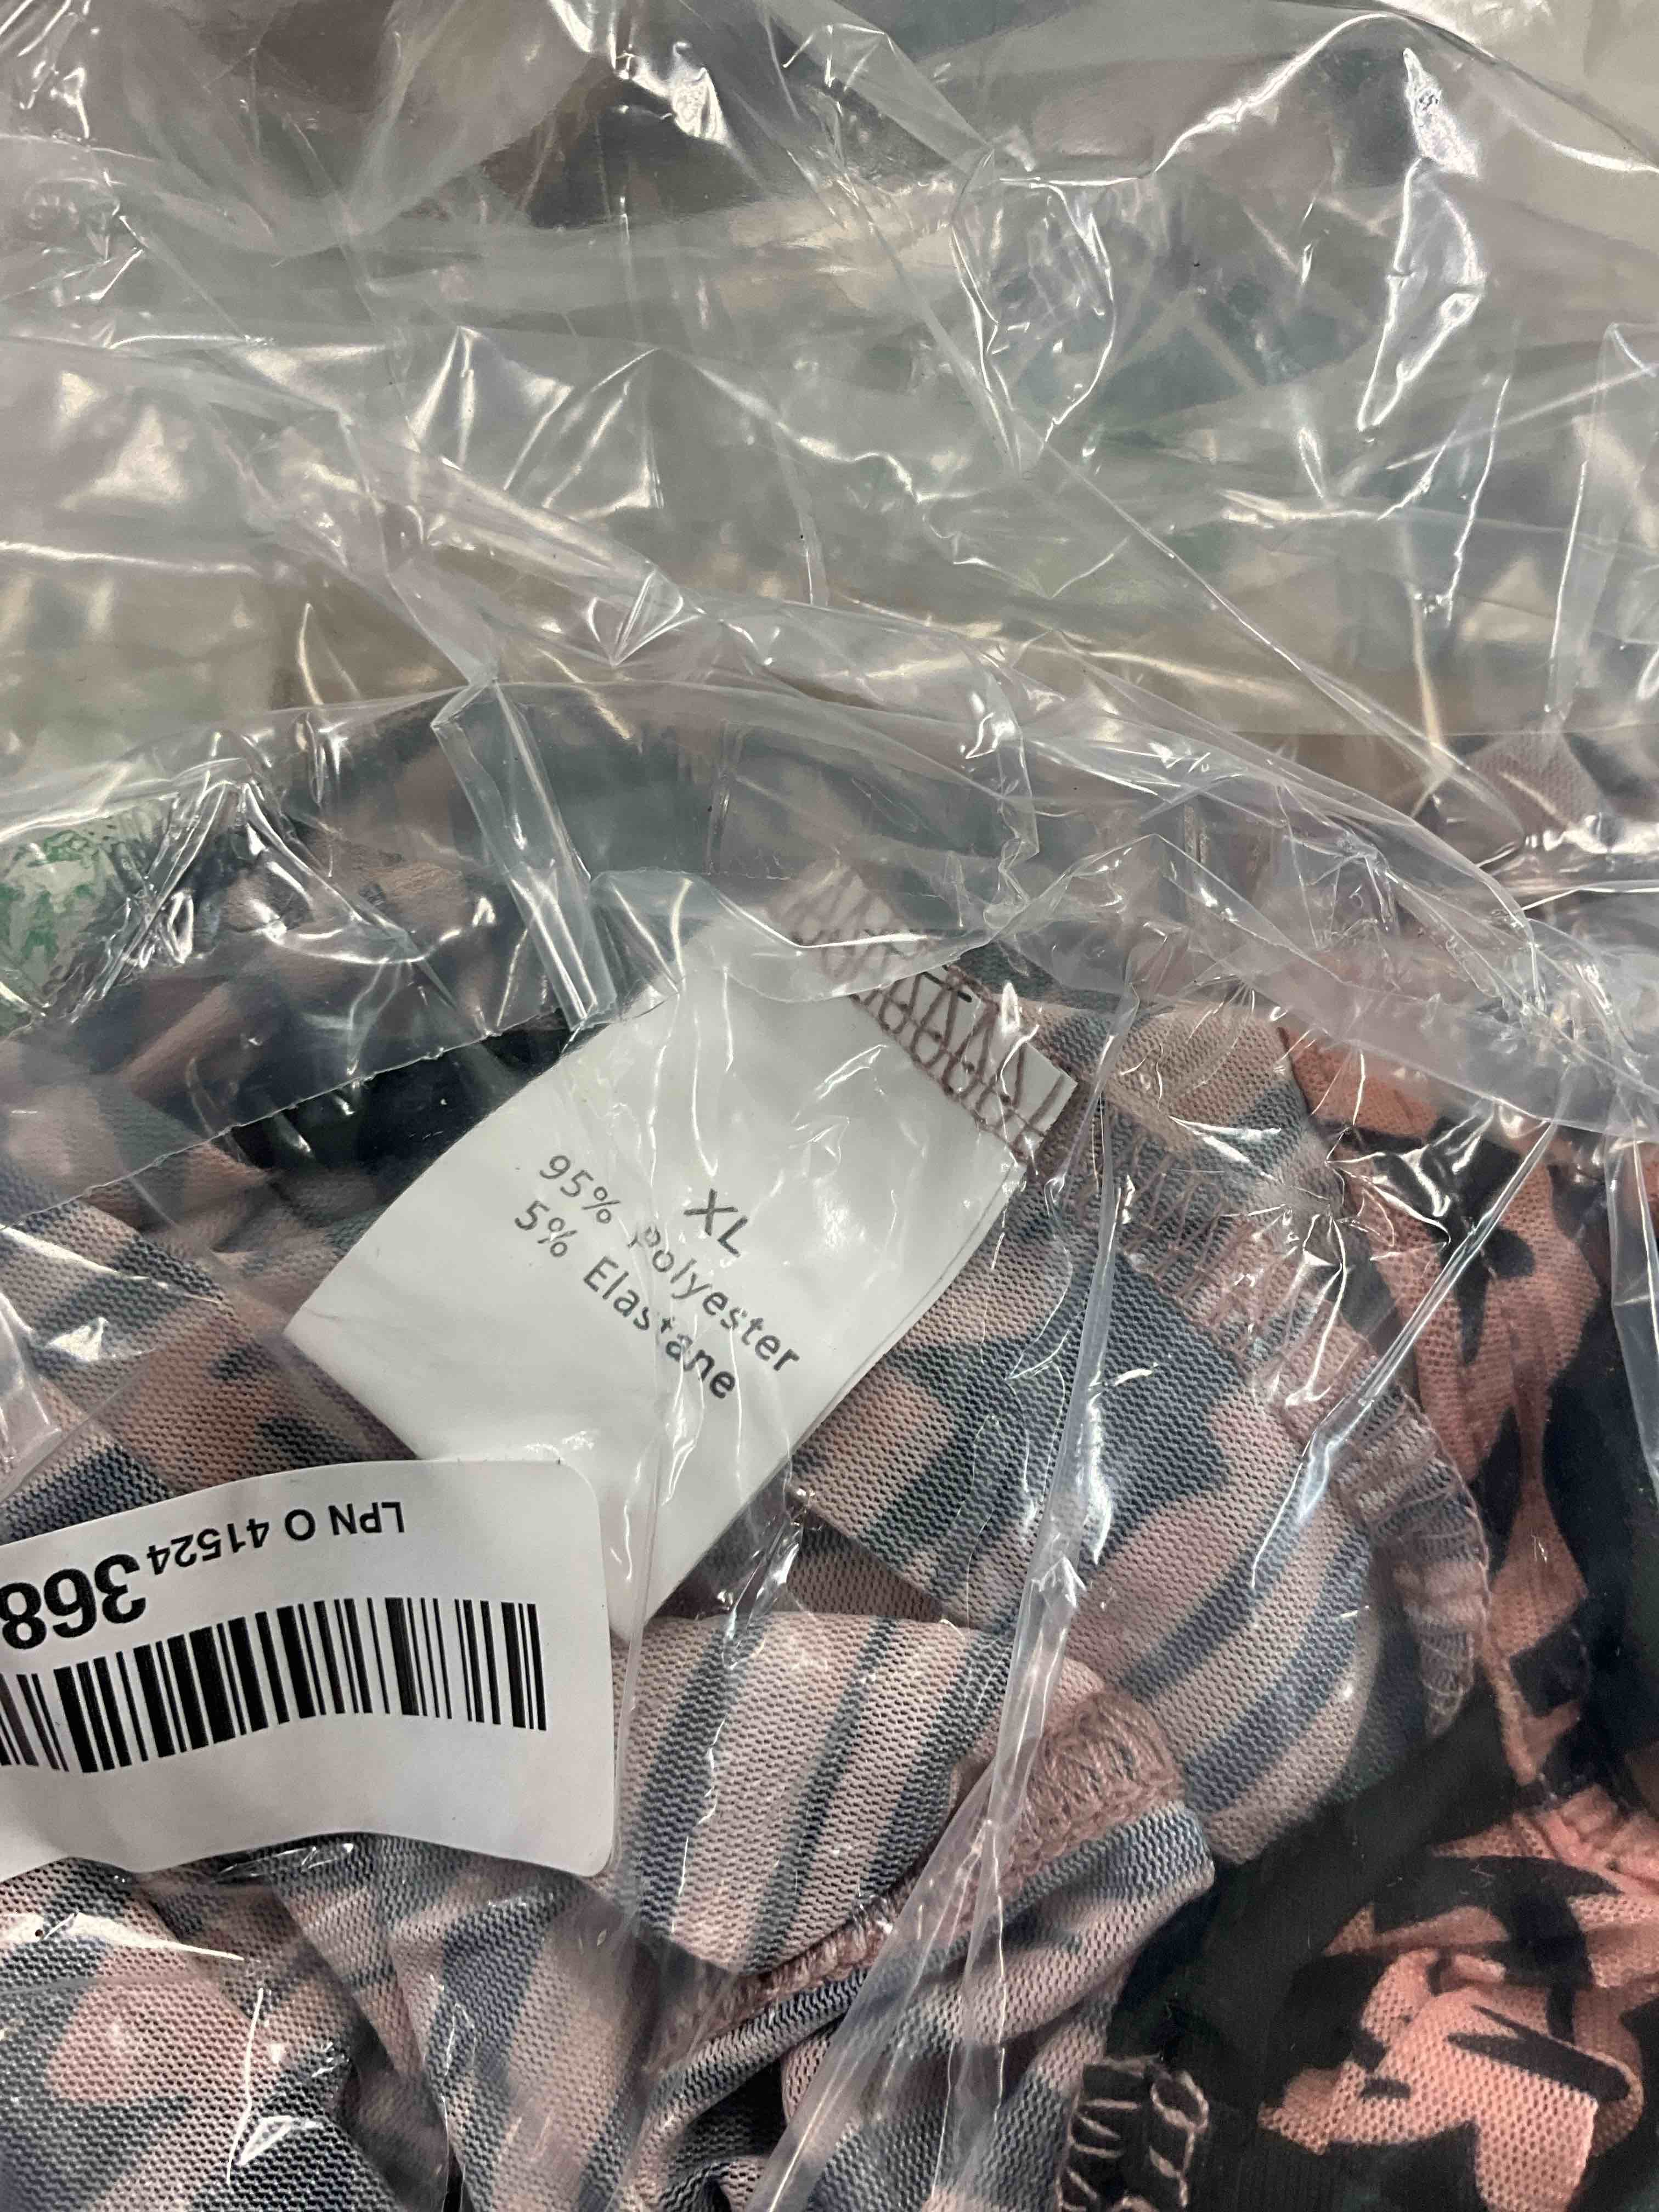 XL
95% Polyester
5% Elastane
LPN O 41524 368